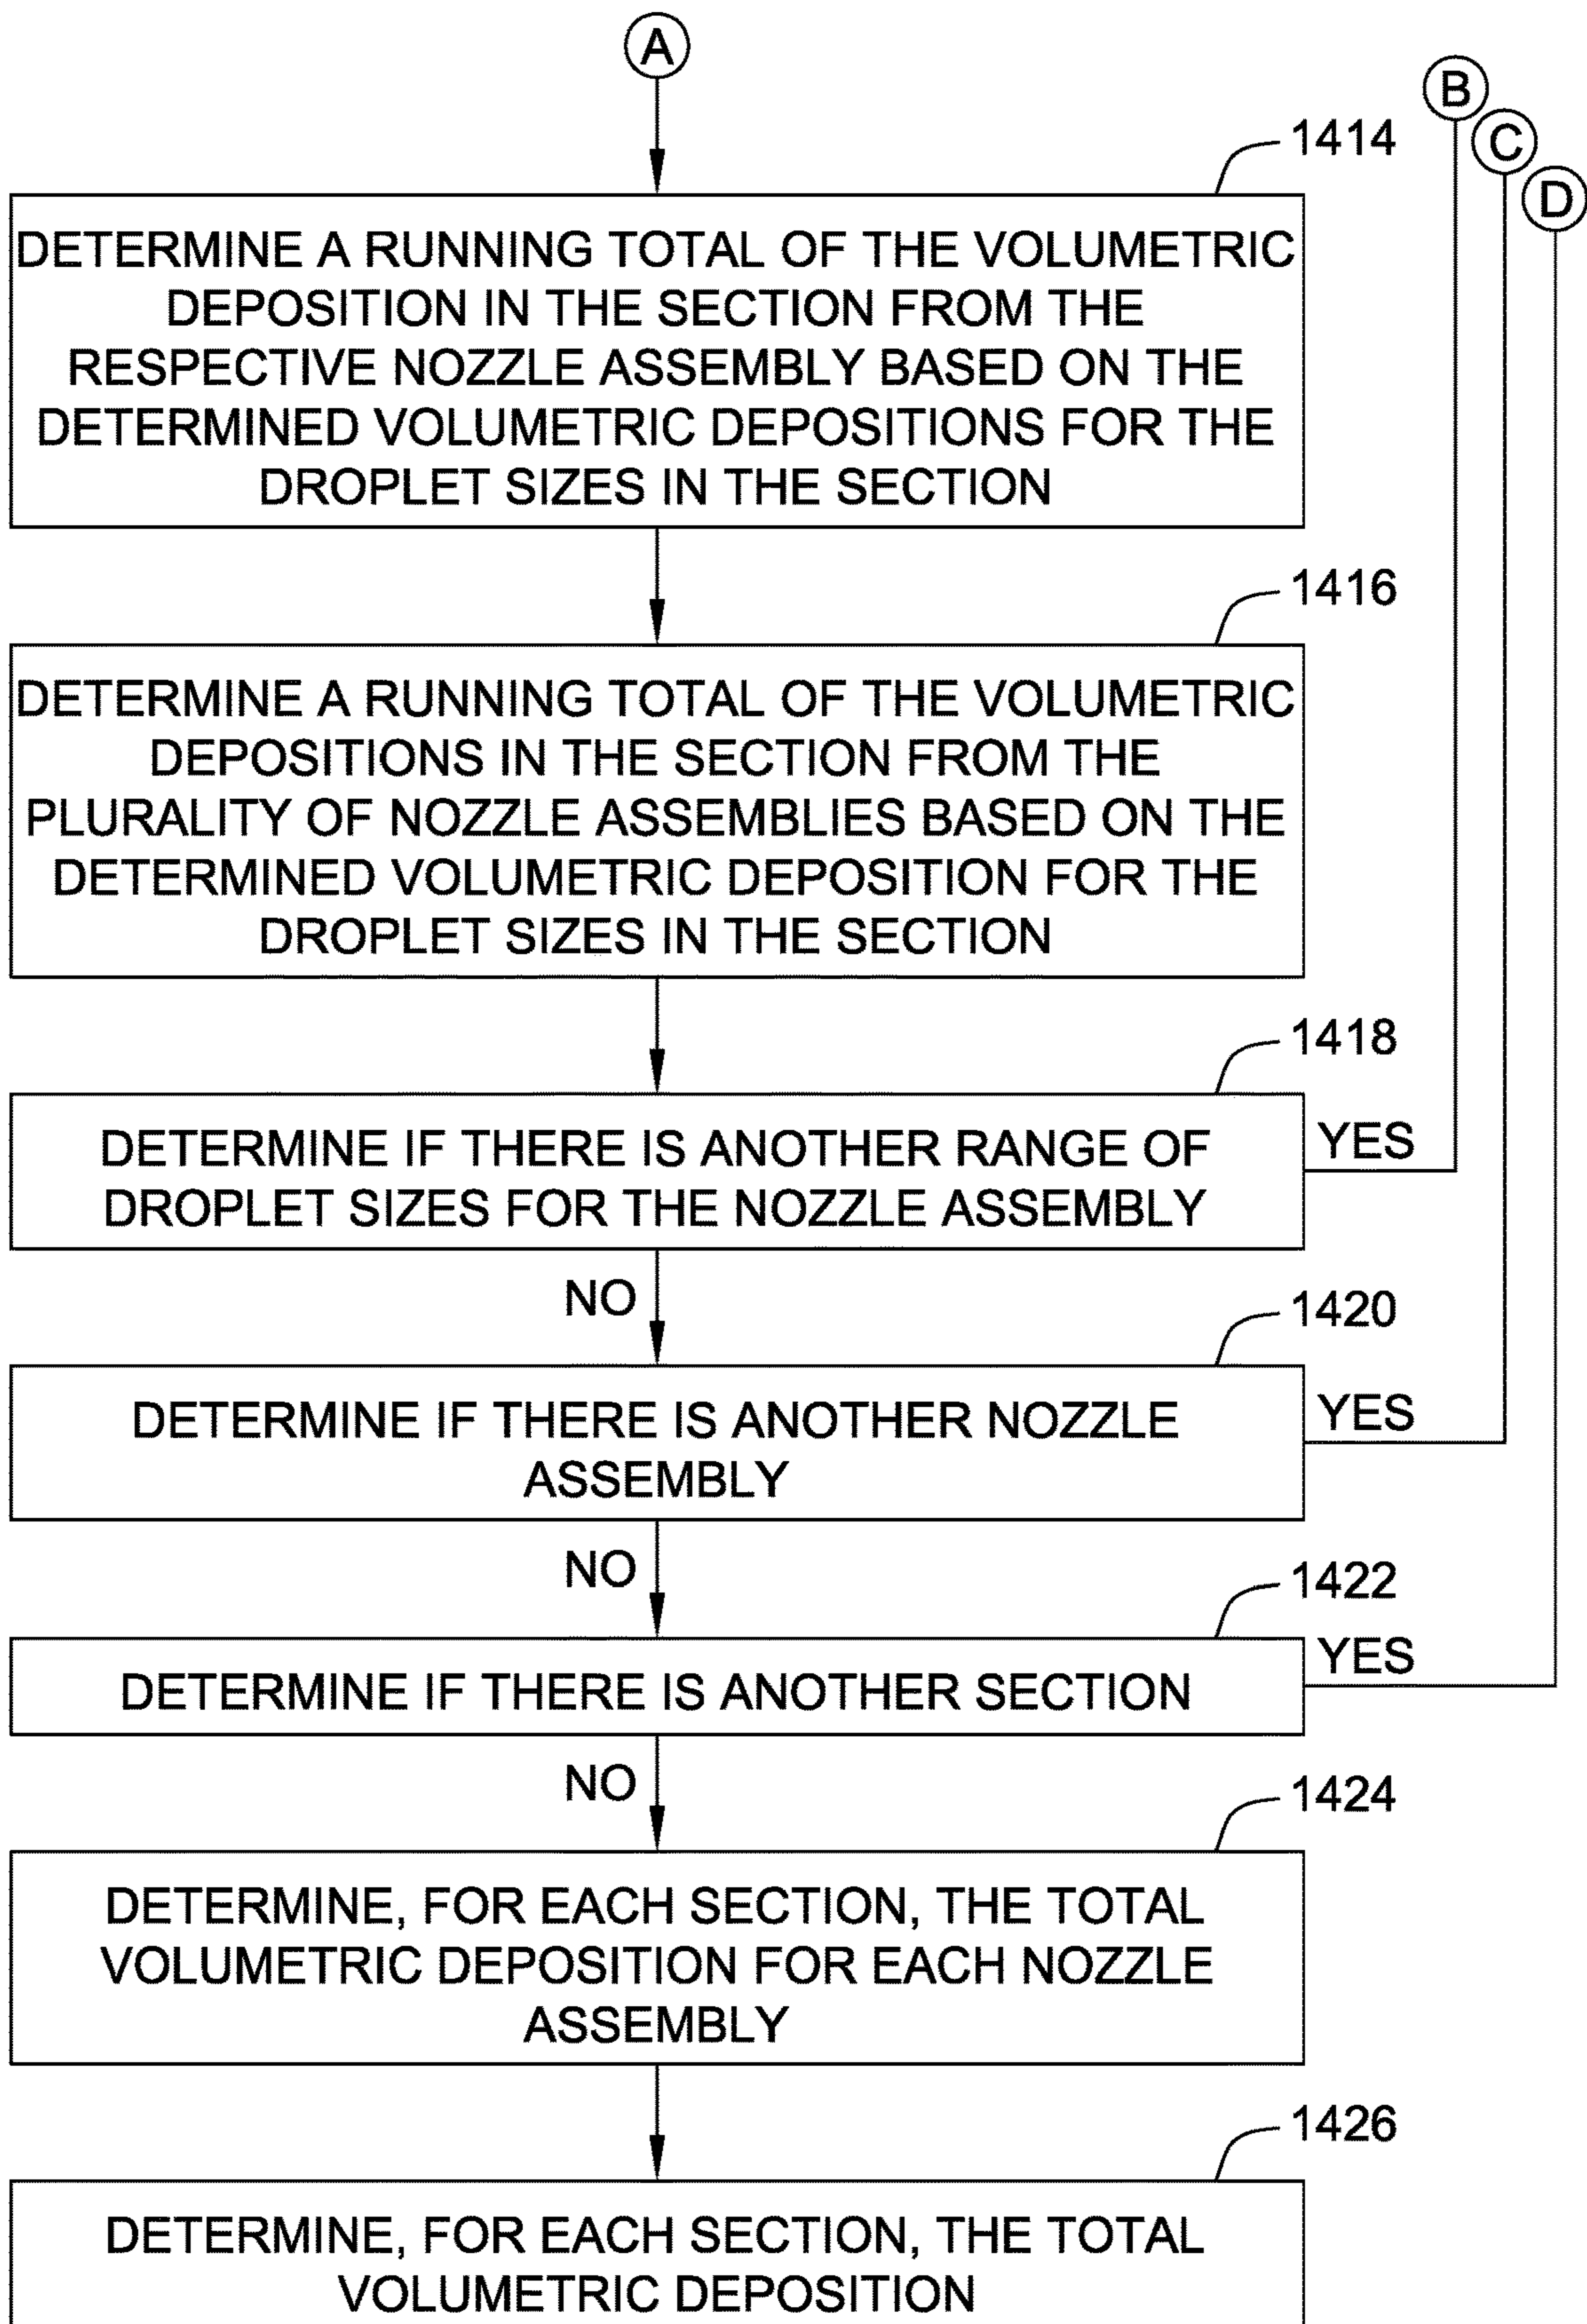 A
B
C
D
1414
DETERMINE A RUNNING TOTAL OF THE VOLUMETRIC
DEPOSITION IN THE SECTION FROM THE
RESPECTIVE NOZZLE ASSEMBLY BASED ON THE
DETERMINED VOLUMETRIC DEPOSITIONS FOR THE
DROPLET SIZES IN THE SECTION
1416
DETERMINE A RUNNING TOTAL OF THE VOLUMETRIC
DEPOSITIONS IN THE SECTION FROM THE
PLURALITY OF NOZZLE ASSEMBLIES BASED ON THE
DETERMINED VOLUMETRIC DEPOSITION FOR THE
DROPLET SIZES IN THE SECTION
1418
DETERMINE IF THERE IS ANOTHER RANGE OF
DROPLET SIZES FOR THE NOZZLE ASSEMBLY
YES
NO
1420
DETERMINE IF THERE IS ANOTHER NOZZLE
ASSEMBLY
YES
NO
1422
DETERMINE IF THERE IS ANOTHER SECTION
YES
NO
1424
DETERMINE, FOR EACH SECTION, THE TOTAL
VOLUMETRIC DEPOSITION FOR EACH NOZZLE
ASSEMBLY
1426
DETERMINE, FOR EACH SECTION, THE TOTAL
VOLUMETRIC DEPOSITION